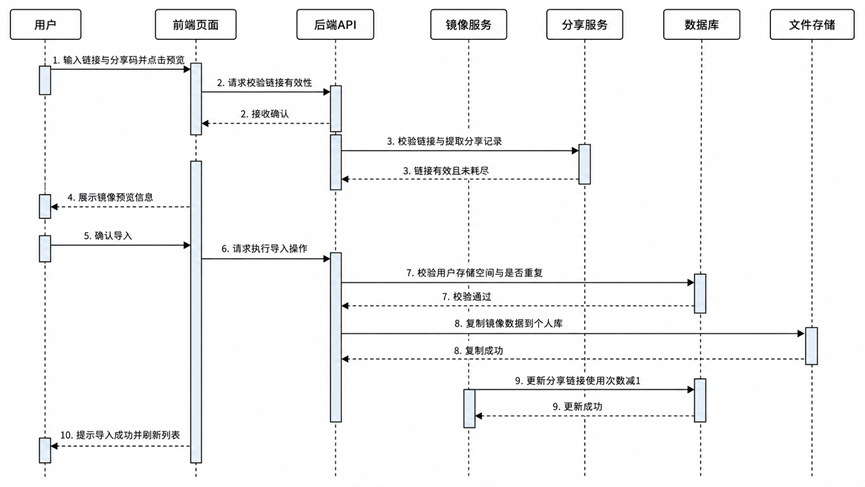 用户
前端页面
后端API
镜像服务
分享服务
数据库
文件存储
1. 输入链接与分享码并点击预览
2. 请求校验链接有效性
2. 接收确认
3. 校验链接与提取分享记录
3. 链接有效且未耗尽
4. 展示镜像预览信息
5. 确认导入
6. 请求执行导入操作
7. 校验用户存储空间与是否重复
7. 校验通过
8. 复制镜像数据到个人库
8. 复制成功
9. 更新分享链接使用次数减1
9. 更新成功
10. 提示导入成功并刷新列表